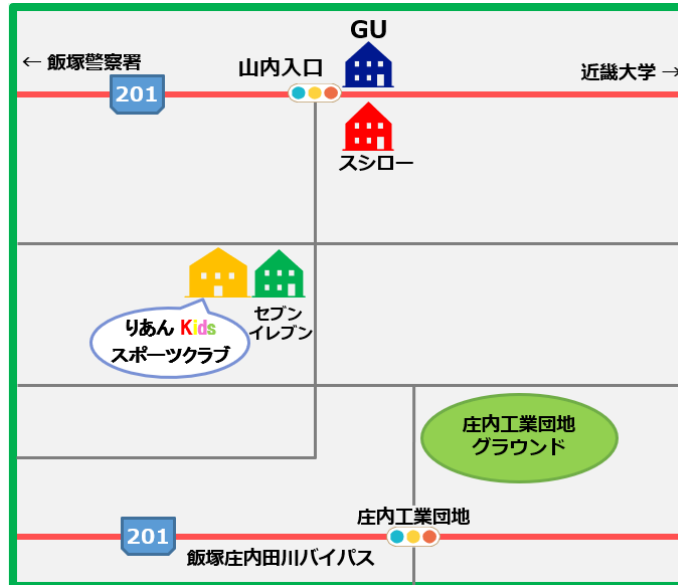 GU
← 飯塚警察署
山内入口
近畿大学 →
201
スシロー
セブン
イレブン
りあん Kids
スポーツクラブ
庄内工業団地
グラウンド
庄内工業団地
201
飯塚庄内田川バイパス